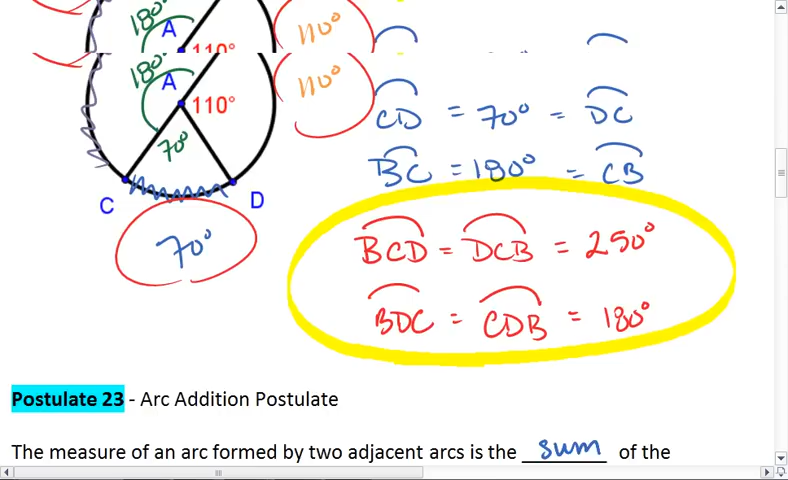 180°
A
110°
110°
180°
A
110°
110°
CD = 70° = DC
70°
BC = 180° = CB
C
D
70°
BCD = DCB = 250°
BDC = CDB = 180°
Postulate 23 - Arc Addition Postulate
The measure of an arc formed by two adjacent arcs is the sum of the